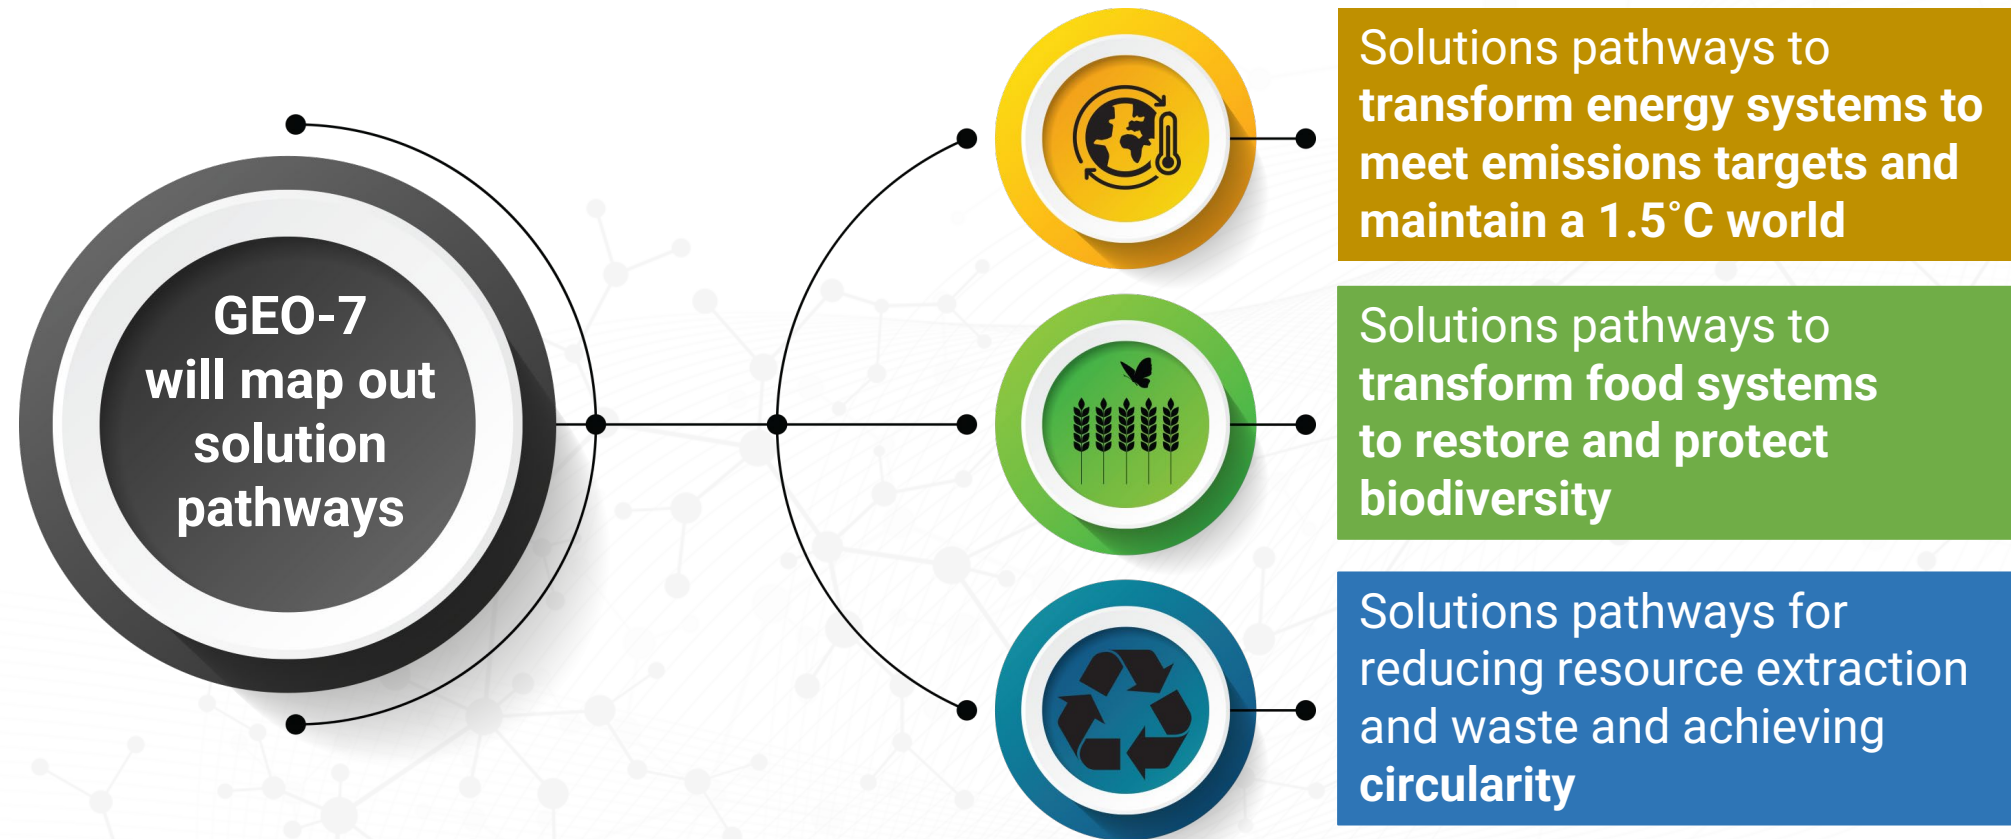 GEO-7
will map out
solution
pathways
Solutions pathways to
transform energy systems to
meet emissions targets and
maintain a 1.5˚C world
Solutions pathways to
transform food systems
to restore and protect
biodiversity
Solutions pathways for
reducing resource extraction
and waste and achieving
circularity